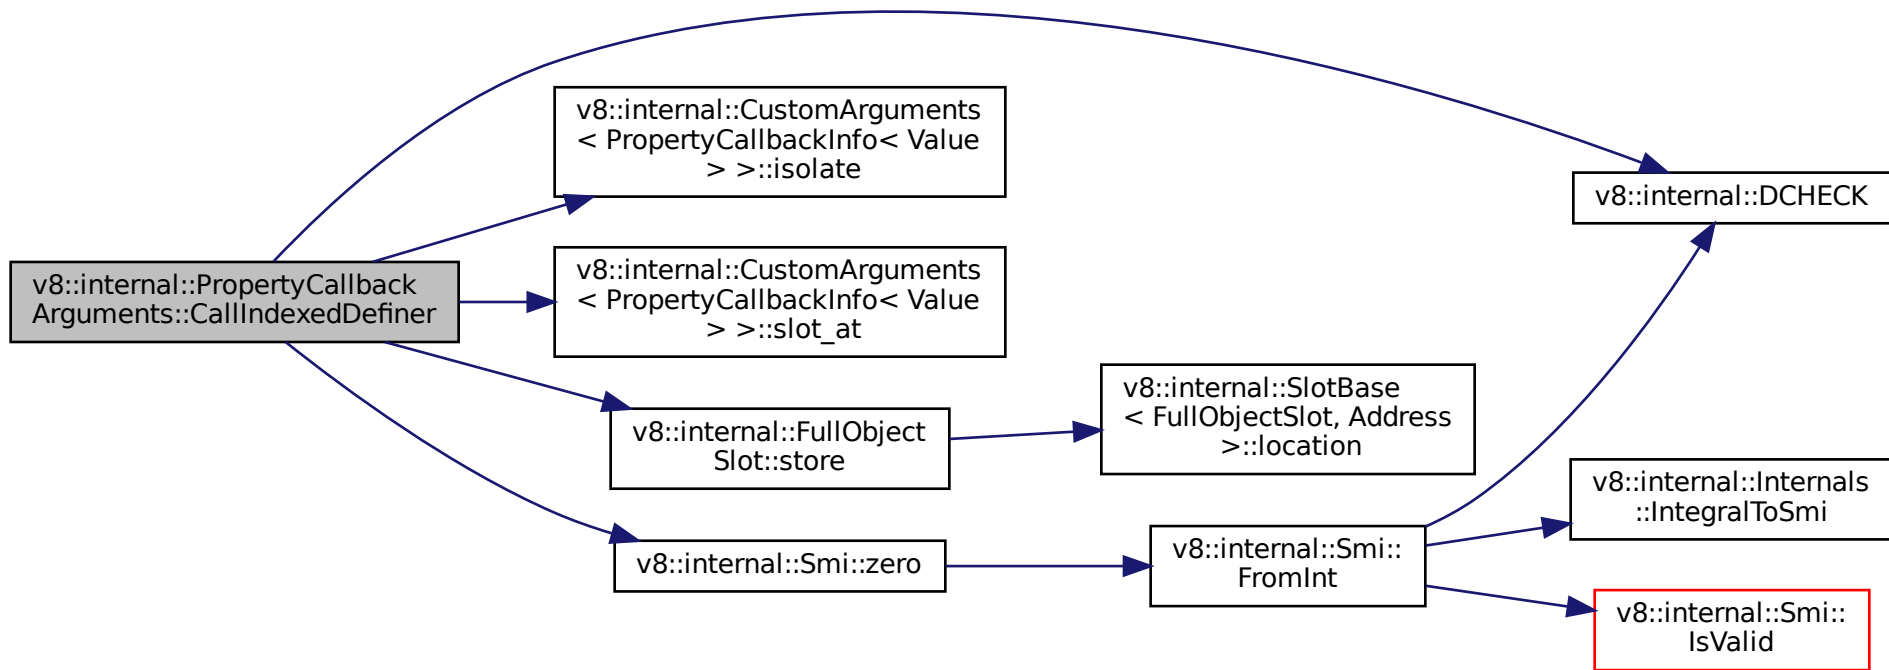 v8::internal::PropertyCallback
Arguments::CallIndexedDefiner
v8::internal::CustomArguments
< PropertyCallbackInfo< Value
> >::isolate
v8::internal::CustomArguments
< PropertyCallbackInfo< Value
> >::slot_at
v8::internal::FullObject
Slot::store
v8::internal::Smi::zero
v8::internal::SlotBase
< FullObjectSlot, Address
>::location
v8::internal::Smi::
FromInt
v8::internal::DCHECK
v8::internal::Internals
::IntegralToSmi
v8::internal::Smi::
IsValid